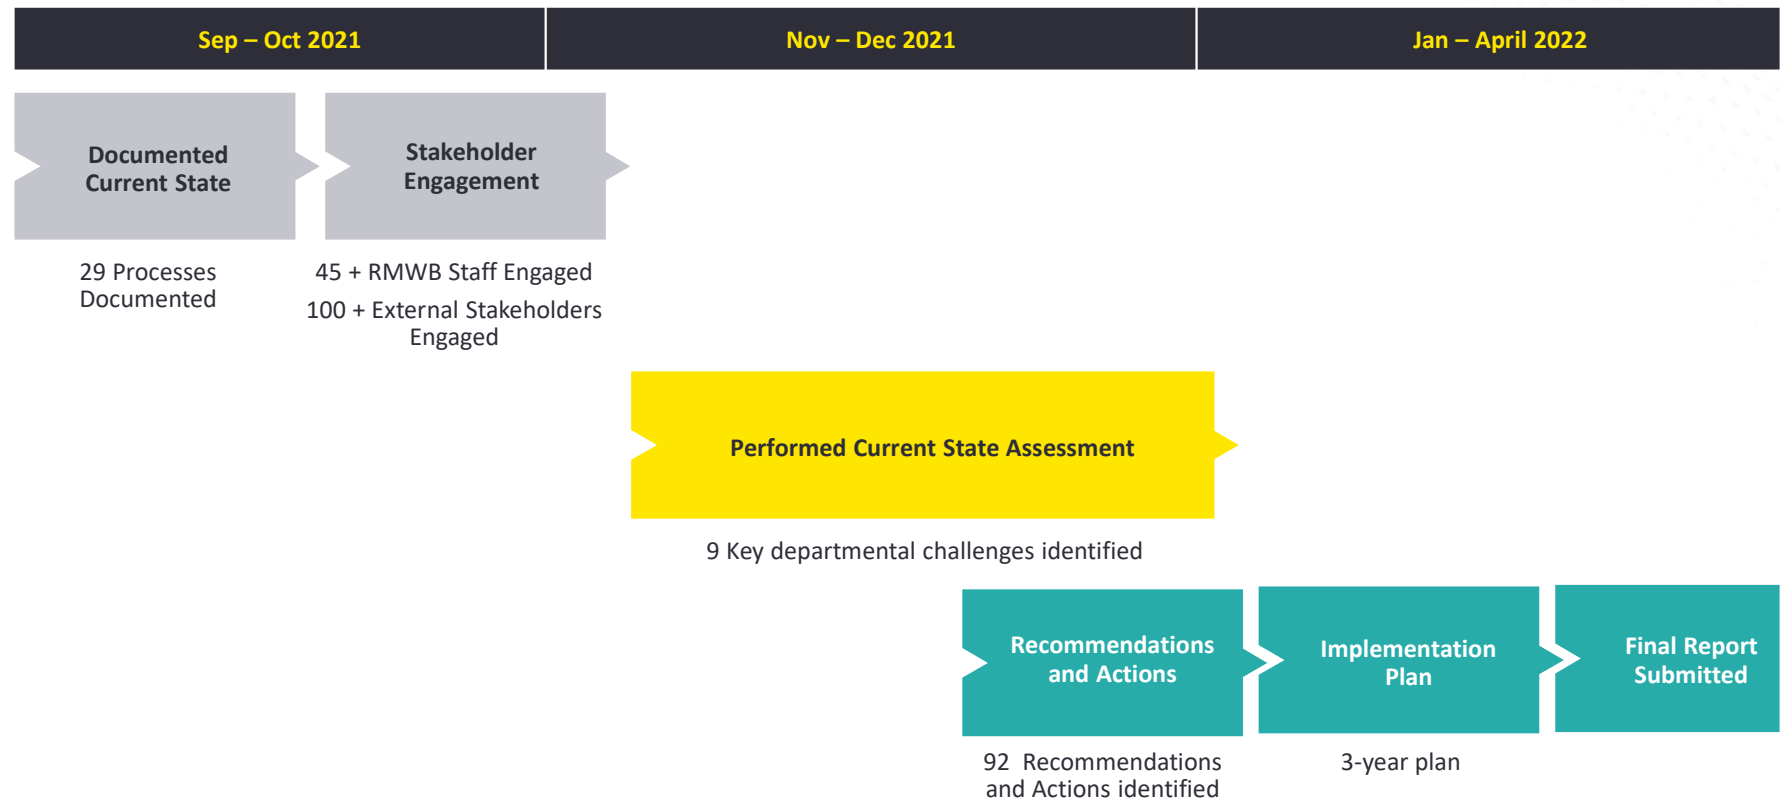 Sep – Oct 2021
Nov – Dec 2021
Jan – April 2022
Documented
Current State
Stakeholder
Engagement
29 Processes
Documented
45 + RMWB Staff Engaged
100 + External Stakeholders
Engaged
Performed Current State Assessment
9 Key departmental challenges identified
Recommendations
and Actions
Implementation
Plan
Final Report
Submitted
92  Recommendations
and Actions identified
3-year plan